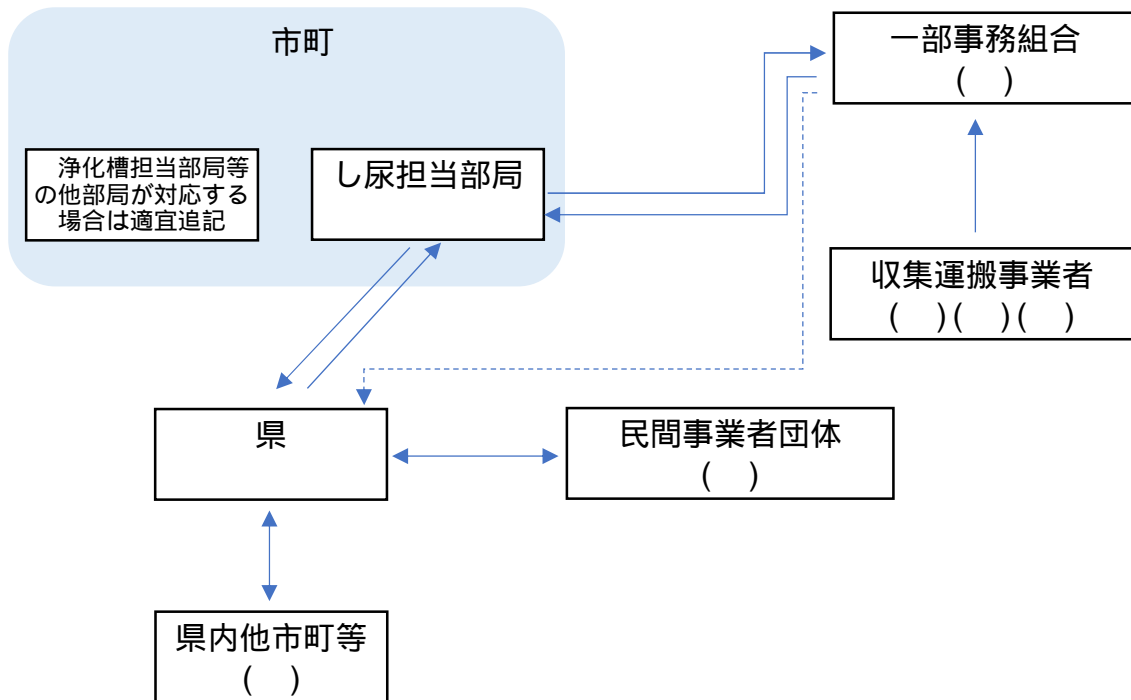 市町
一部事務組合
(　)
浄化槽担当部局等
の他部局が対応する
場合は適宜追記
し尿担当部局
収集運搬事業者
(　)(　)(　)
県
民間事業者団体
(　)
県内他市町等
(　)